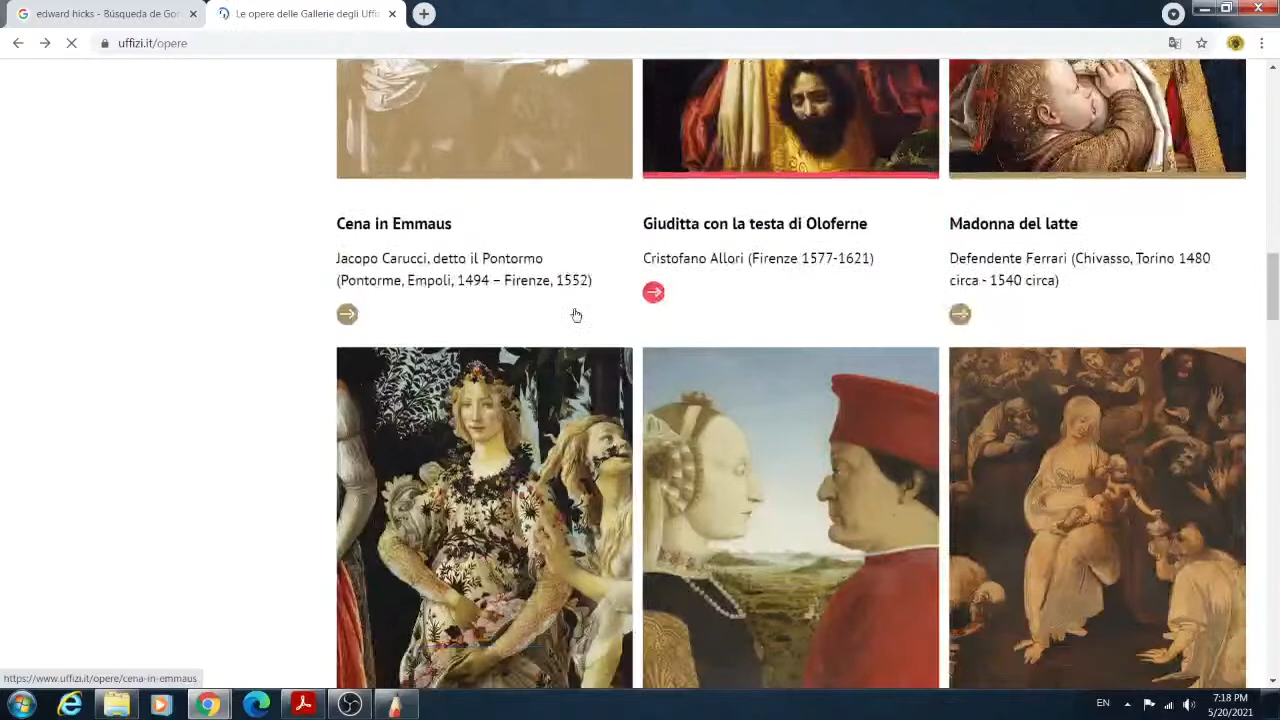 edward hicks - Búsqueda de Go
Le opere delle Gallerie degli Uffi
uffizi.it/opere
Cena in Emmaus
Jacopo Carucci, detto il Pontormo
(Pontorme, Empoli, 1494 – Firenze, 1552)
Giuditta con la testa di Oloferne
Cristofano Allori (Firenze 1577-1621)
Madonna del latte
Defendente Ferrari (Chivasso, Torino 1480
circa - 1540 circa)
https://www.uffizi.it/opere/cena-in-emmaus
EN
7:18 PM
5/20/2021